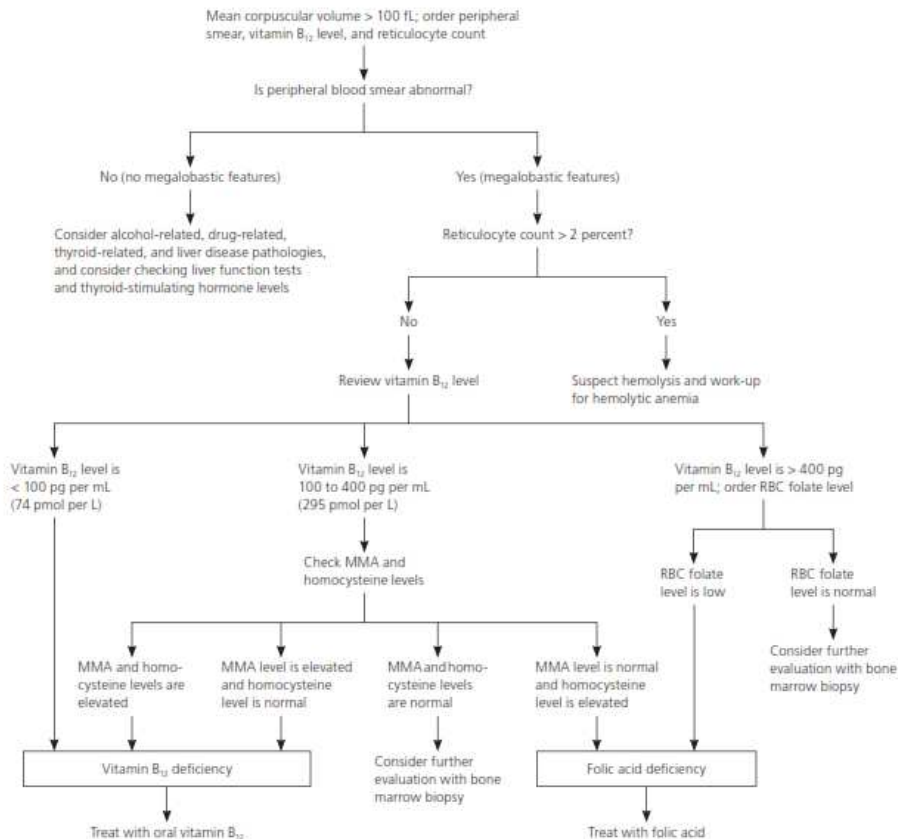 Mean corpuscular volume > 100 fL; order peripheral
smear, vitamin B₁₂ level, and reticulocyte count
Is peripheral blood smear abnormal?
No (no megalobastic features)
Yes (megalobastic features)
Consider alcohol-related, drug-related,
thyroid-related, and liver disease pathologies,
and consider checking liver function tests
and thyroid-stimulating hormone levels
Reticulocyte count > 2 percent?
No
Yes
Review vitamin B₁₂ level
Suspect hemolysis and work-up
for hemolytic anemia
Vitamin B₁₂ level is
< 100 pg per mL
(74 pmol per L)
Vitamin B₁₂ level is
100 to 400 pg per mL
(295 pmol per L)
Vitamin B₁₂ level is > 400 pg
per mL; order RBC folate level
Check MMA and
homocysteine levels
RBC folate
level is low
RBC folate
level is normal
Consider further
evaluation with bone
marrow biopsy
MMA and homo-
cysteine levels are
elevated
MMA level is elevated
and homocysteine
level is normal
MMA and homo-
cysteine levels
are normal
MMA level is normal
and homocysteine
level is elevated
Vitamin B₁₂ deficiency
Consider further
evaluation with bone
marrow biopsy
Folic acid deficiency
Treat with oral vitamin B₁₂
Treat with folic acid